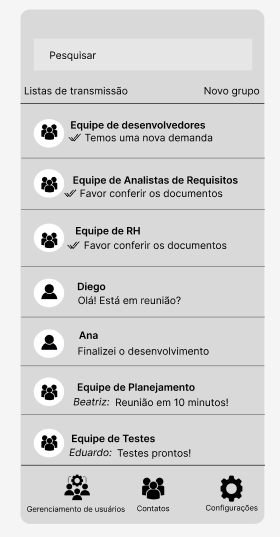 Pesquisar
Listas de transmissão Novo grupo
Equipe de desenvolvedores
Temos uma nova demanda
Equipe de Analistas de Requisitos
Favor conferir os documentos
Equipe de RH
Favor conferir os documentos
Diego
Olá! Está em reunião?
Ana
Finalizei o desenvolvimento
Equipe de Planejamento
Beatriz: Reunião em 10 minutos!
Equipe de Testes
Eduardo: Testes prontos!
Gerenciamento de usuários Contatos Configurações